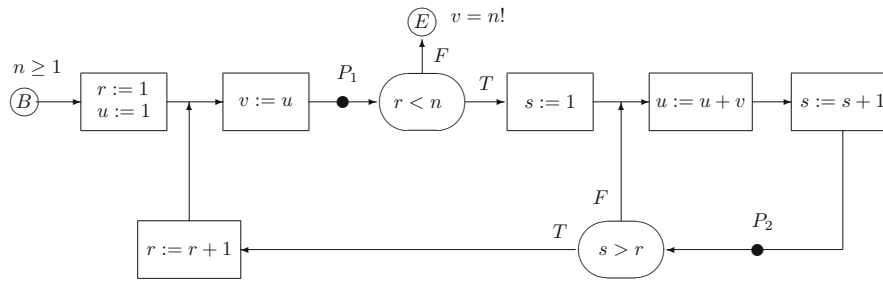 E
v = n!
n ≥ 1
F
P₁
B
r := 1
u := 1
v := u
r < n
T
s := 1
u := u + v
s := s + 1
F
r := r + 1
T
s > r
P₂